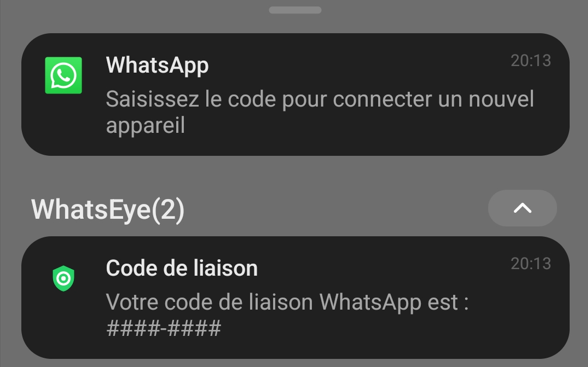 WhatsApp
20:13
Saisissez le code pour connecter un nouvel
appareil
WhatsEye(2)
Code de liaison
20:13
Votre code de liaison WhatsApp est :
####-####